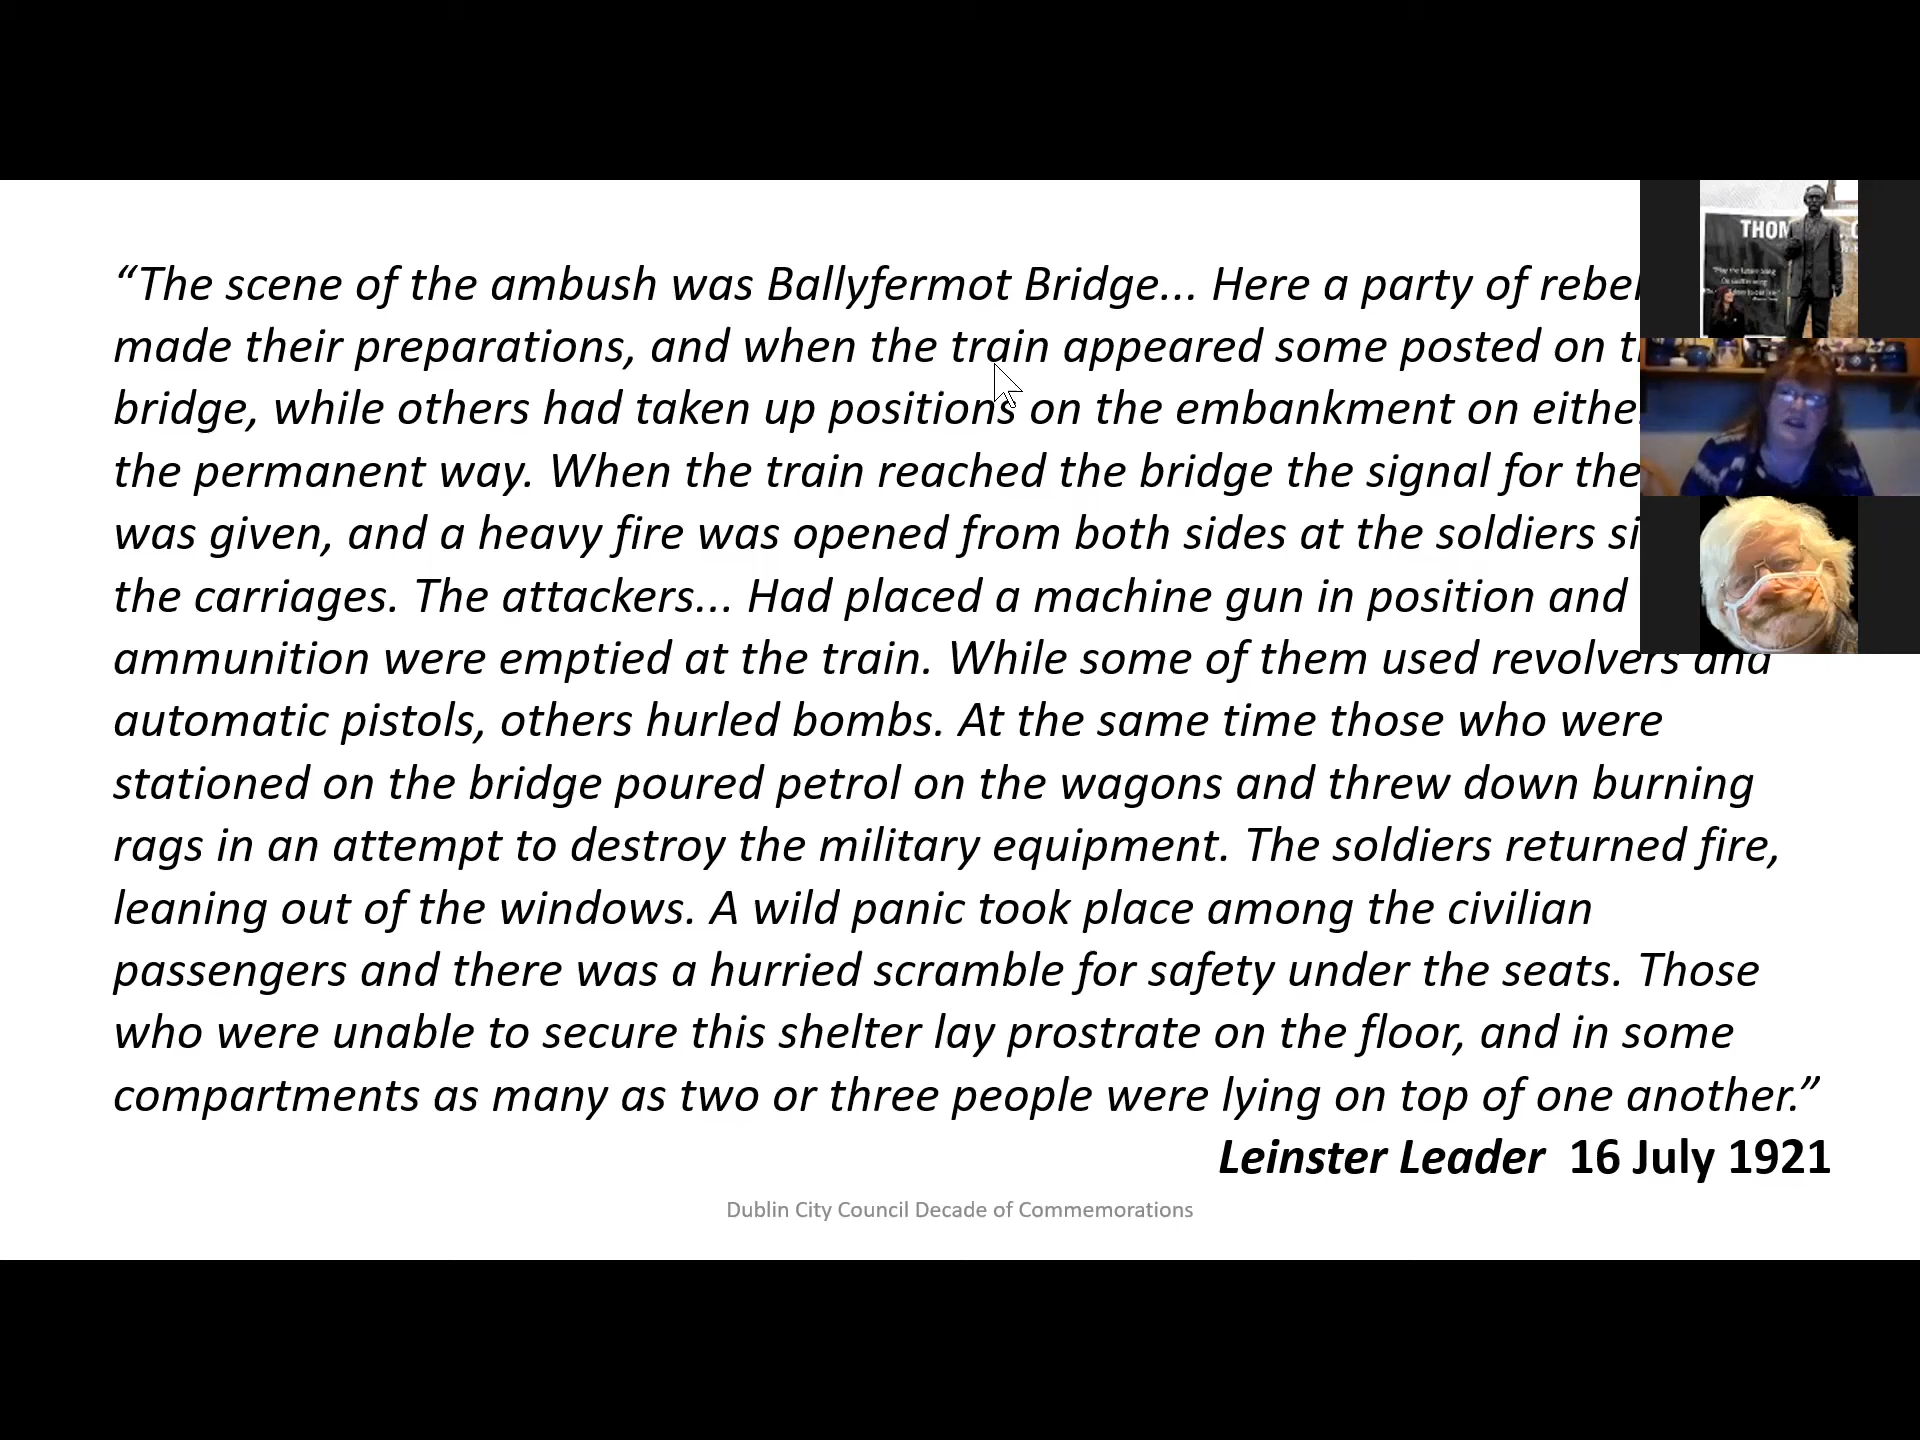 “The scene of the ambush was Ballyfermot Bridge... Here a party of rebel
made their preparations, and when the train appeared some posted on
bridge, while others had taken up positions on the embankment on
the permanent way. When the train reached the bridge the signal for the
was given, and a heavy fire was opened from both sides at the soldiers
the carriages. The attackers... Had placed a machine gun in position and
ammunition were emptied at the train. While some of them used revolvers and
automatic pistols, others hurled bombs. At the same time those who were
stationed on the bridge poured petrol on the wagons and threw down burning
rags in an attempt to destroy the military equipment. The soldiers returned fire,
leaning out of the windows. A wild panic took place among the civilian
passengers and there was a hurried scramble for safety under the seats. Those
who were unable to secure this shelter lay prostrate on the floor, and in some
compartments as many as two or three people were lying on top of one another.”
Leinster Leader 16 July 1921
Dublin City Council Decade of Commemorations
THOM